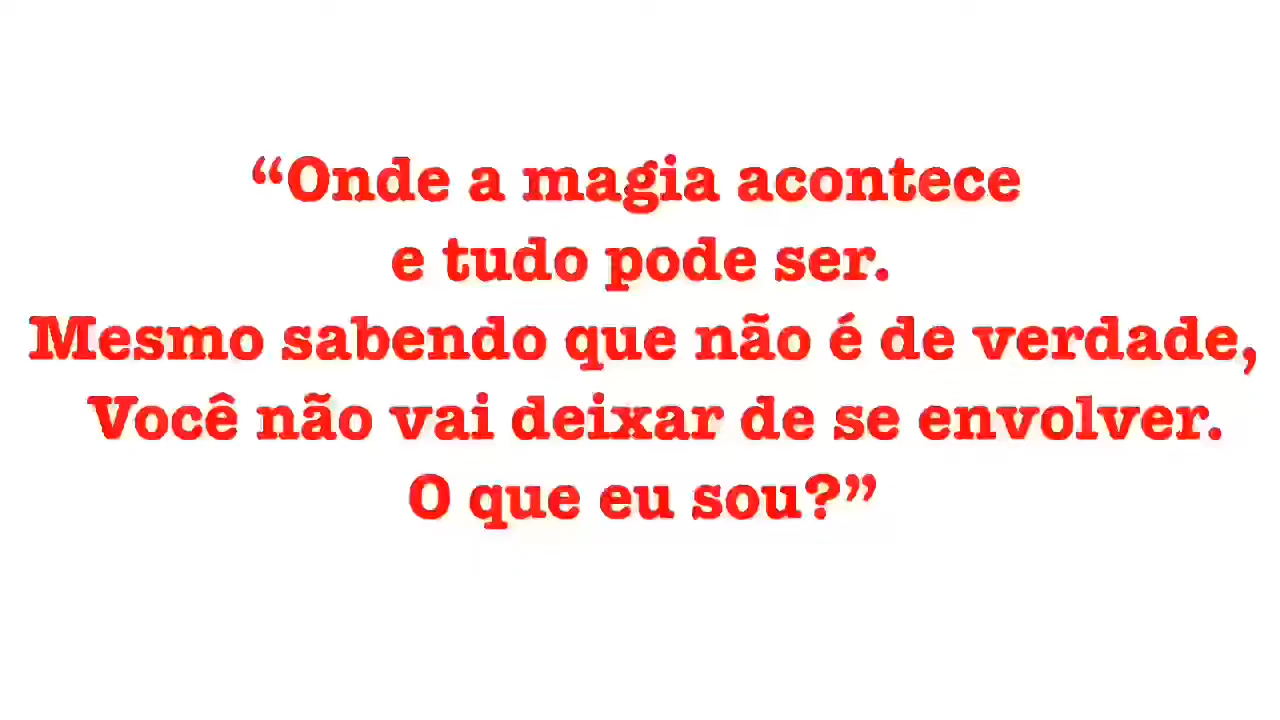 “Onde a magia acontece
e tudo pode ser.
Mesmo sabendo que não é de verdade,
Você não vai deixar de se envolver.
O que eu sou?”